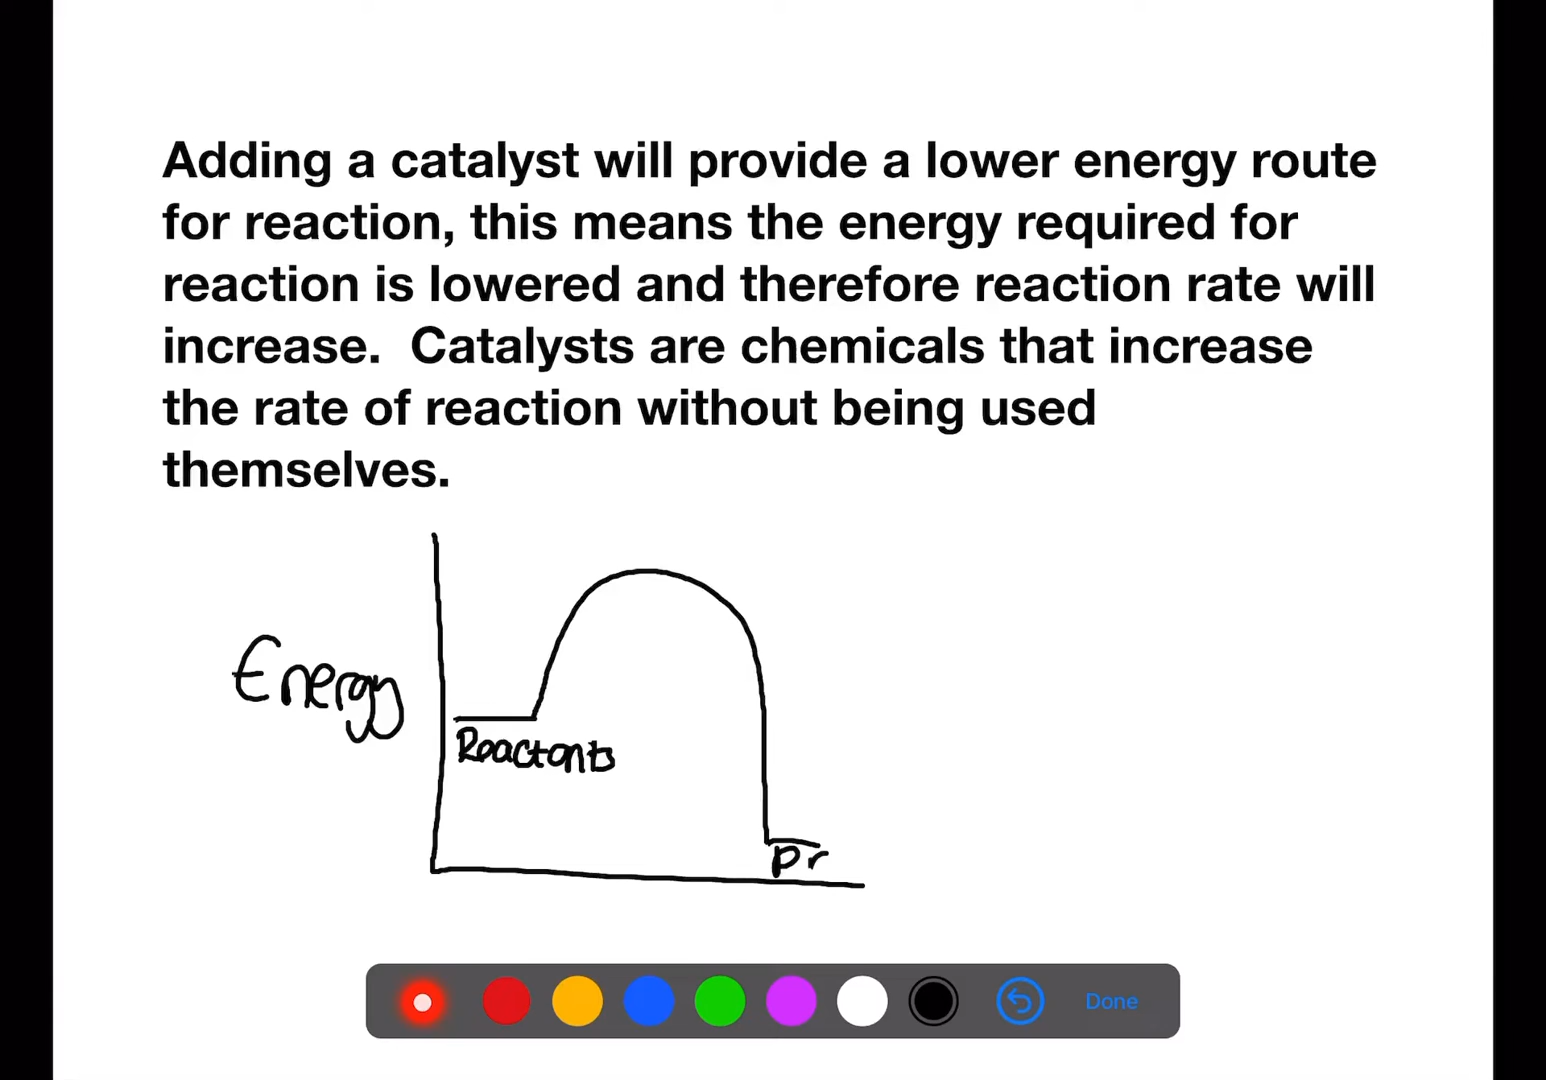 Adding a catalyst will provide a lower energy route
for reaction, this means the energy required for
reaction is lowered and therefore reaction rate will
increase.  Catalysts are chemicals that increase
the rate of reaction without being used
themselves.
Energy
Reactants
pr
Done